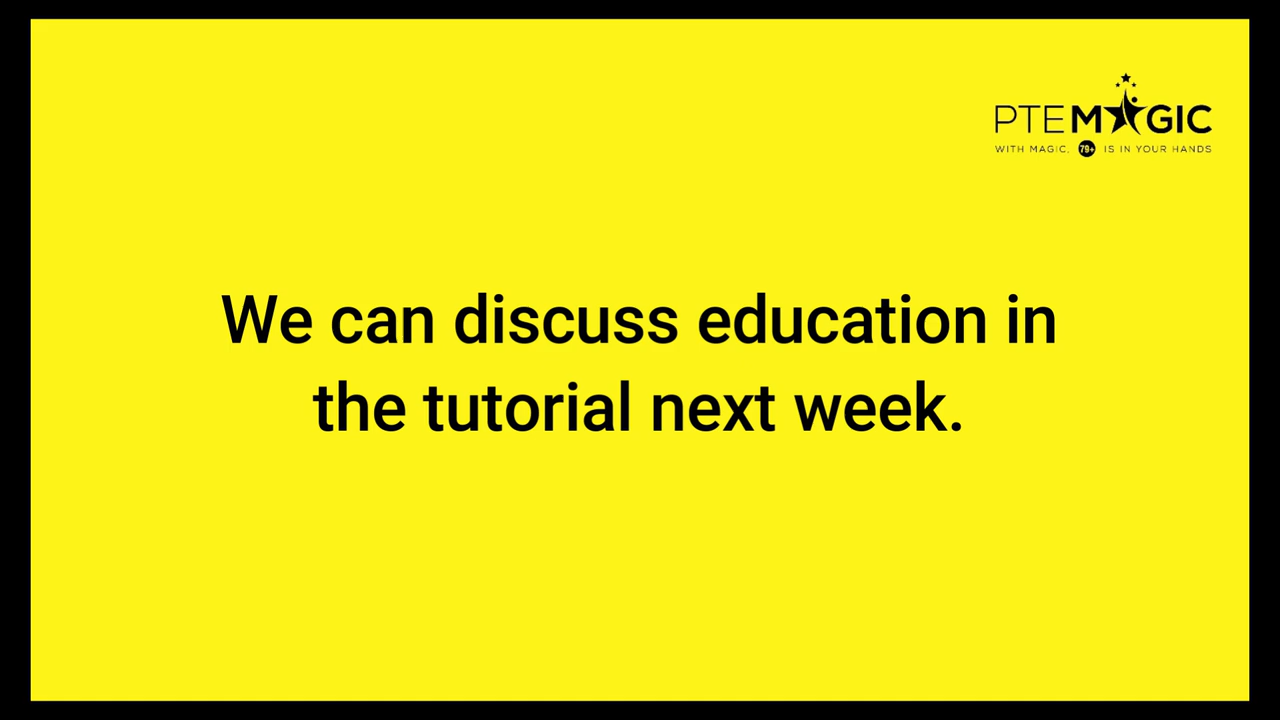 PTEMAGIC
WITH MAGIC, 79+ IS IN YOUR HANDS
We can discuss education in
the tutorial next week.